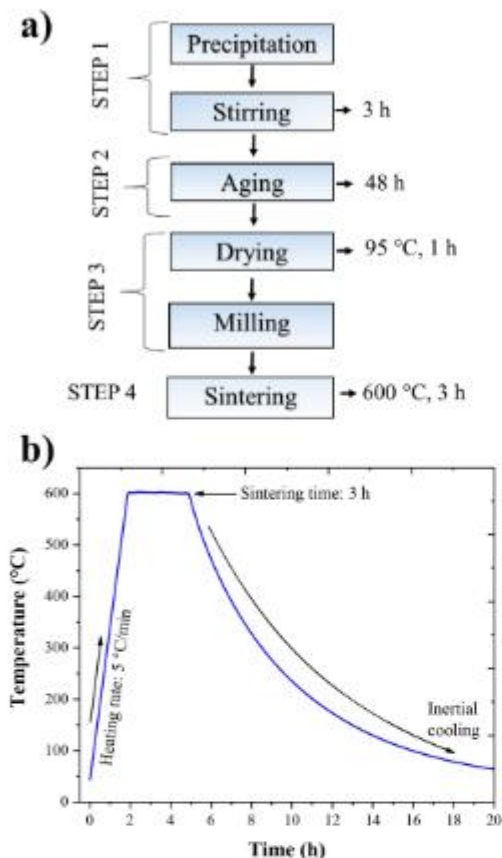 a)
STEP 1
Precipitation
Stirring
3 h
STEP 2
Aging
48 h
STEP 3
Drying
95 °C, 1 h
Milling
STEP 4
Sintering
600 °C, 3 h
b)
Temperature (°C)
600
500
400
300
200
100
0
Sintering time: 3 h
Heating rate: 5 °C/min
Inertial
cooling
0 2 4 6 8 10 12 14 16 18 20
Time (h)